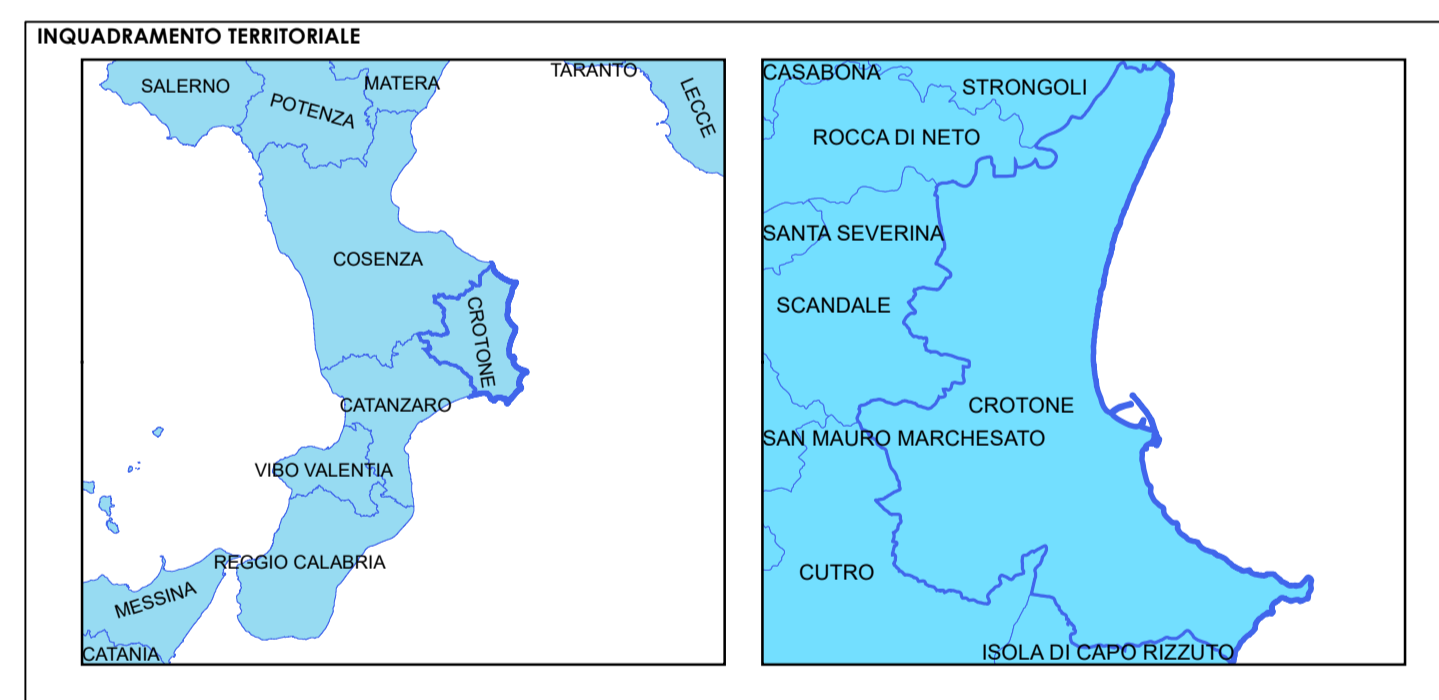 INQUADRAMENTO TERRITORIALE
SALERNO
POTENZA
MATERA
TARANTO
LECCE
COSENZA
CROTONE
CATANZARO
VIBO VALENTIA
REGGIO CALABRIA
MESSINA
CATANIA
CASABONA
STRONGOLI
ROCCA DI NETO
SANTA SEVERINA
SCANDALE
CROTONE
SAN MAURO MARCHESATO
CUTRO
ISOLA DI CAPO RIZZUTO